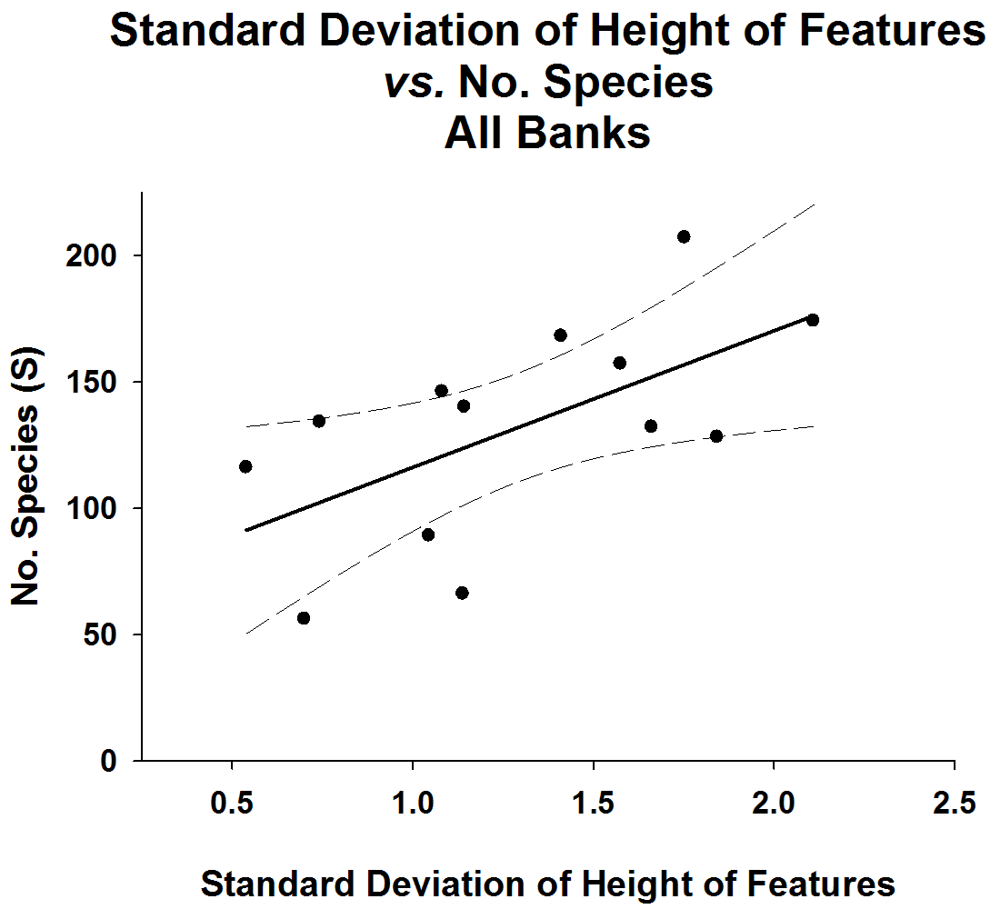 Standard Deviation of Height of Features
vs. No. Species
All Banks
No. Species (S)
200
150
100
50
0
0.5 1.0 1.5 2.0 2.5
Standard Deviation of Height of Features